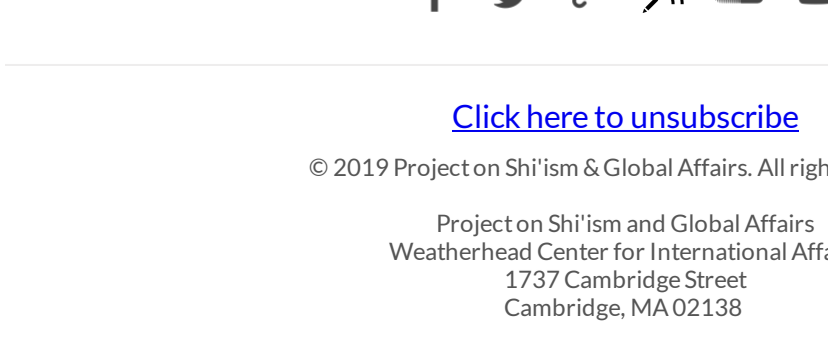 Click here to unsubscribe
© 2019 Project on Shi'ism & Global Affairs. All righ
Project on Shi'ism and Global Affairs
Weatherhead Center for International Affa
1737 Cambridge Street
Cambridge, MA 02138